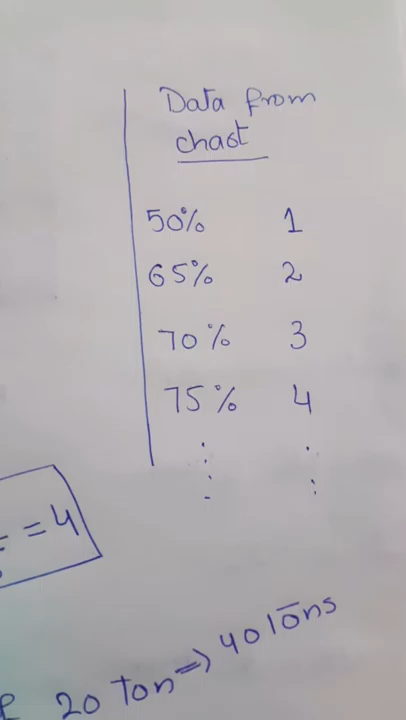 Data from
chart
50% 1
65% 2
70% 3
75% 4
= 4
20 Ton => 40 Tons